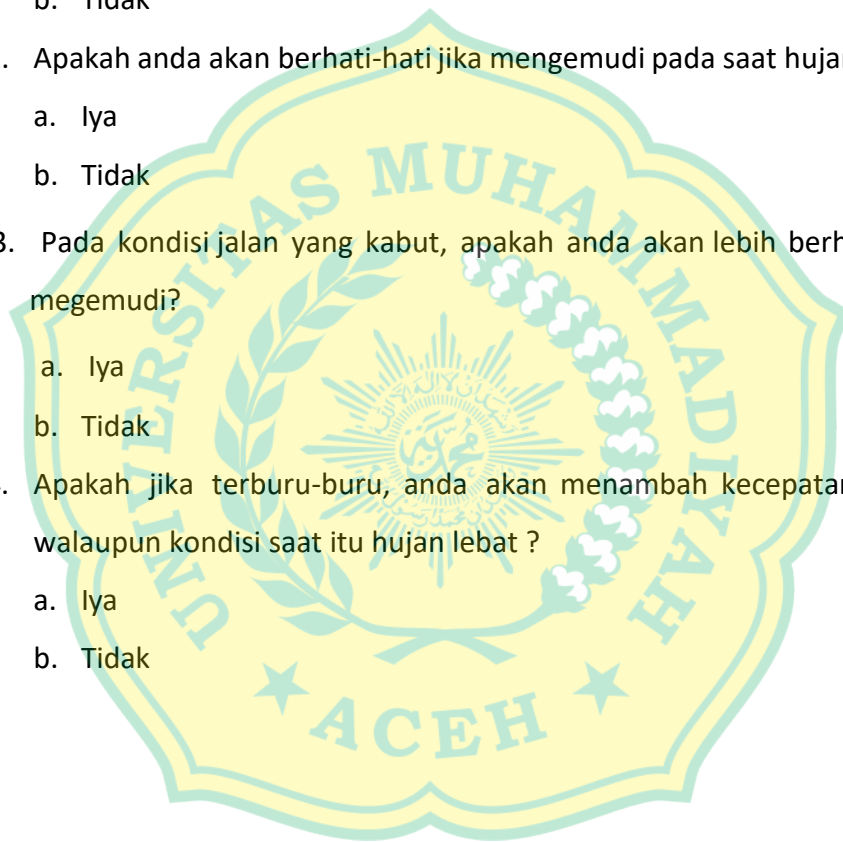 b. Tidak
. Apakah anda akan berhati-hati jika mengemudi pada saat hujan
a. Iya
b. Tidak
3. Pada kondisi jalan yang kabut, apakah anda akan lebih berh
megemudi?
a. Iya
b. Tidak
. Apakah jika terburu-buru, anda akan menambah kecepatan
walaupun kondisi saat itu hujan lebat ?
a. Iya
b. Tidak
UNIVERSITAS MUHAMMADIYAH
ACEH